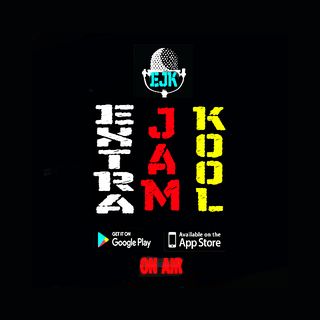 EJK
EXTRA
JAM
KOOL
GET IT ON
Google Play
Available on the
App Store
ON AIR